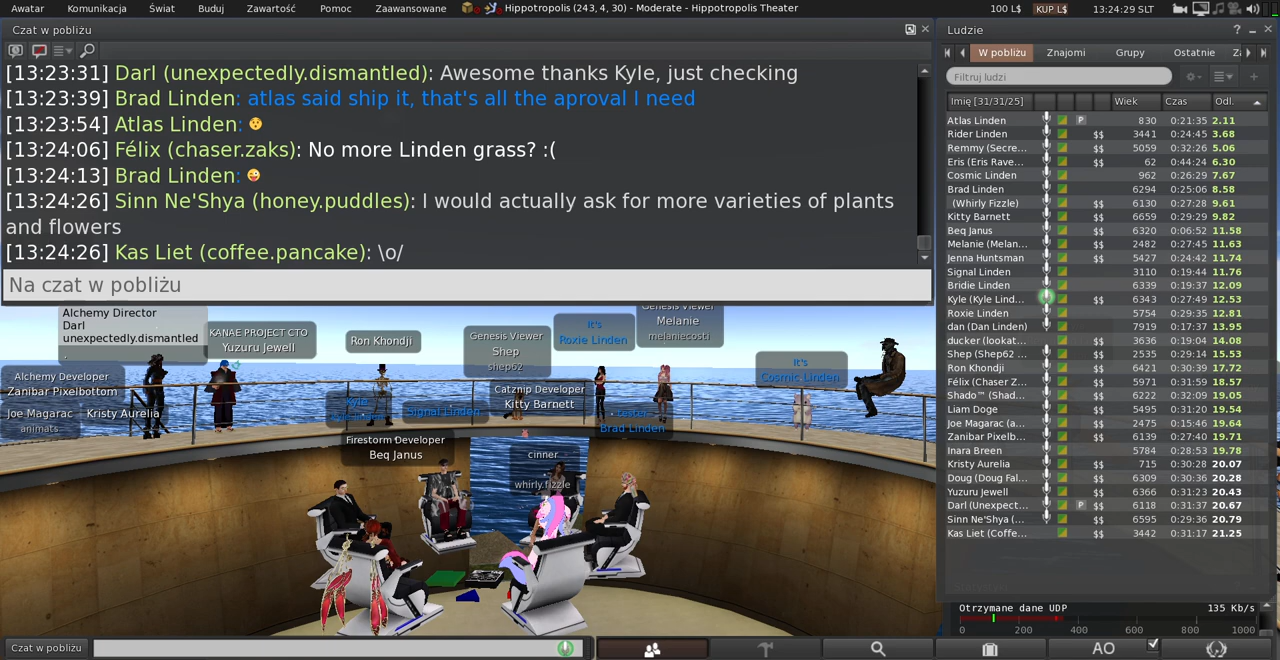 Awatar Komunikacja Świat Buduj Zawartość Pomoc Zaawansowane Hippotropolis (243, 4, 30) - Moderate - Hippotropolis Theater 100 L$ KUP L$ 13:24:29 SLT
Czat w pobliżu
[13:23:31] Darl (unexpectedly.dismantled): Awesome thanks Kyle, just checking
[13:23:39] Brad Linden: atlas said ship it, that's all the aproval I need
[13:23:54] Atlas Linden: 😗
[13:24:06] Félix (chaser.zaks): No more Linden grass? :(
[13:24:13] Brad Linden: 😜
[13:24:26] Sinn Ne'Shya (honey.puddles): I would actually ask for more varieties of plants
and flowers
[13:24:26] Kas Liet (coffee.pancake): \o/
Na czat w pobliżu
Alchemy Director
Darl
unexpectedly.dismantled
KANAE PROJECT CTO
Yuzuru Jewell
Ron Khondji
Genesis Viewer
Shep
shep62
It's
Roxie Linden
Genesis Viewer
Melanie
melaniecosti
It's
Cosmic Linden
Alchemy Developer
Zanibar Pixelbottom
Joe Magarac
animats
Kristy Aurelia
Kyle
Signal Linden
Catznip Developer
Kitty Barnett
Brad Linden
Firestorm Developer
Beq Janus
cinner
whirly.fizzle
Ludzie
W pobliżu Znajomi Grupy Ostatnie
Filtruj ludzi
Imię [31/31/25] Wiek Czas Odl.
Atlas Linden P 830 0:21:35 2.11
Rider Linden $$ 3441 0:24:45 3.68
Remmy (Secre... $$ 5059 0:32:26 5.06
Eris (Eris Rave... $$ 62 0:44:24 6.30
Cosmic Linden 962 0:26:29 7.67
Brad Linden 6294 0:25:06 8.58
(Whirly Fizzle) $$ 6130 0:27:28 9.61
Kitty Barnett $$ 6659 0:29:29 9.82
Beq Janus $$ 6320 0:06:52 11.58
Melanie (Melan... $$ 2482 0:27:45 11.63
Jenna Huntsman $$ 5427 0:24:42 11.74
Signal Linden 3110 0:19:44 11.76
Bridie Linden 6339 0:19:37 12.09
Kyle (Kyle Lind... $$ 6343 0:27:49 12.53
Roxie Linden 5754 0:29:35 12.81
dan (Dan Linden) 7919 0:17:37 13.95
ducker (lookat... $$ 3636 0:19:04 14.08
Shep (Shep62 ... $$ 2535 0:29:14 15.53
Ron Khondji $$ 6421 0:30:39 17.72
Félix (Chaser Z... $$ 5971 0:31:59 18.57
Shado™ (Shad... $$ 6222 0:32:09 19.05
Liam Doge $$ 5495 0:31:20 19.54
Joe Magarac (a... $$ 2475 0:15:46 19.64
Zanibar Pixelb... $$ 6139 0:27:40 19.71
Inara Breen 5784 0:28:53 19.78
Kristy Aurelia $$ 715 0:30:28 20.07
Doug (Doug Fal... $$ 6309 0:30:36 20.28
Yuzuru Jewell $$ 6366 0:31:23 20.43
Darl (Unexpect... P $$ 6118 0:31:37 20.67
Sinn Ne'Shya (... $$ 6595 0:29:36 20.79
Kas Liet (Coffe... $$ 3442 0:31:17 21.25
Otrzymane dane UDP 135 Kb/s
0 200 400 600 800 1000
Czat w pobliżu
AO